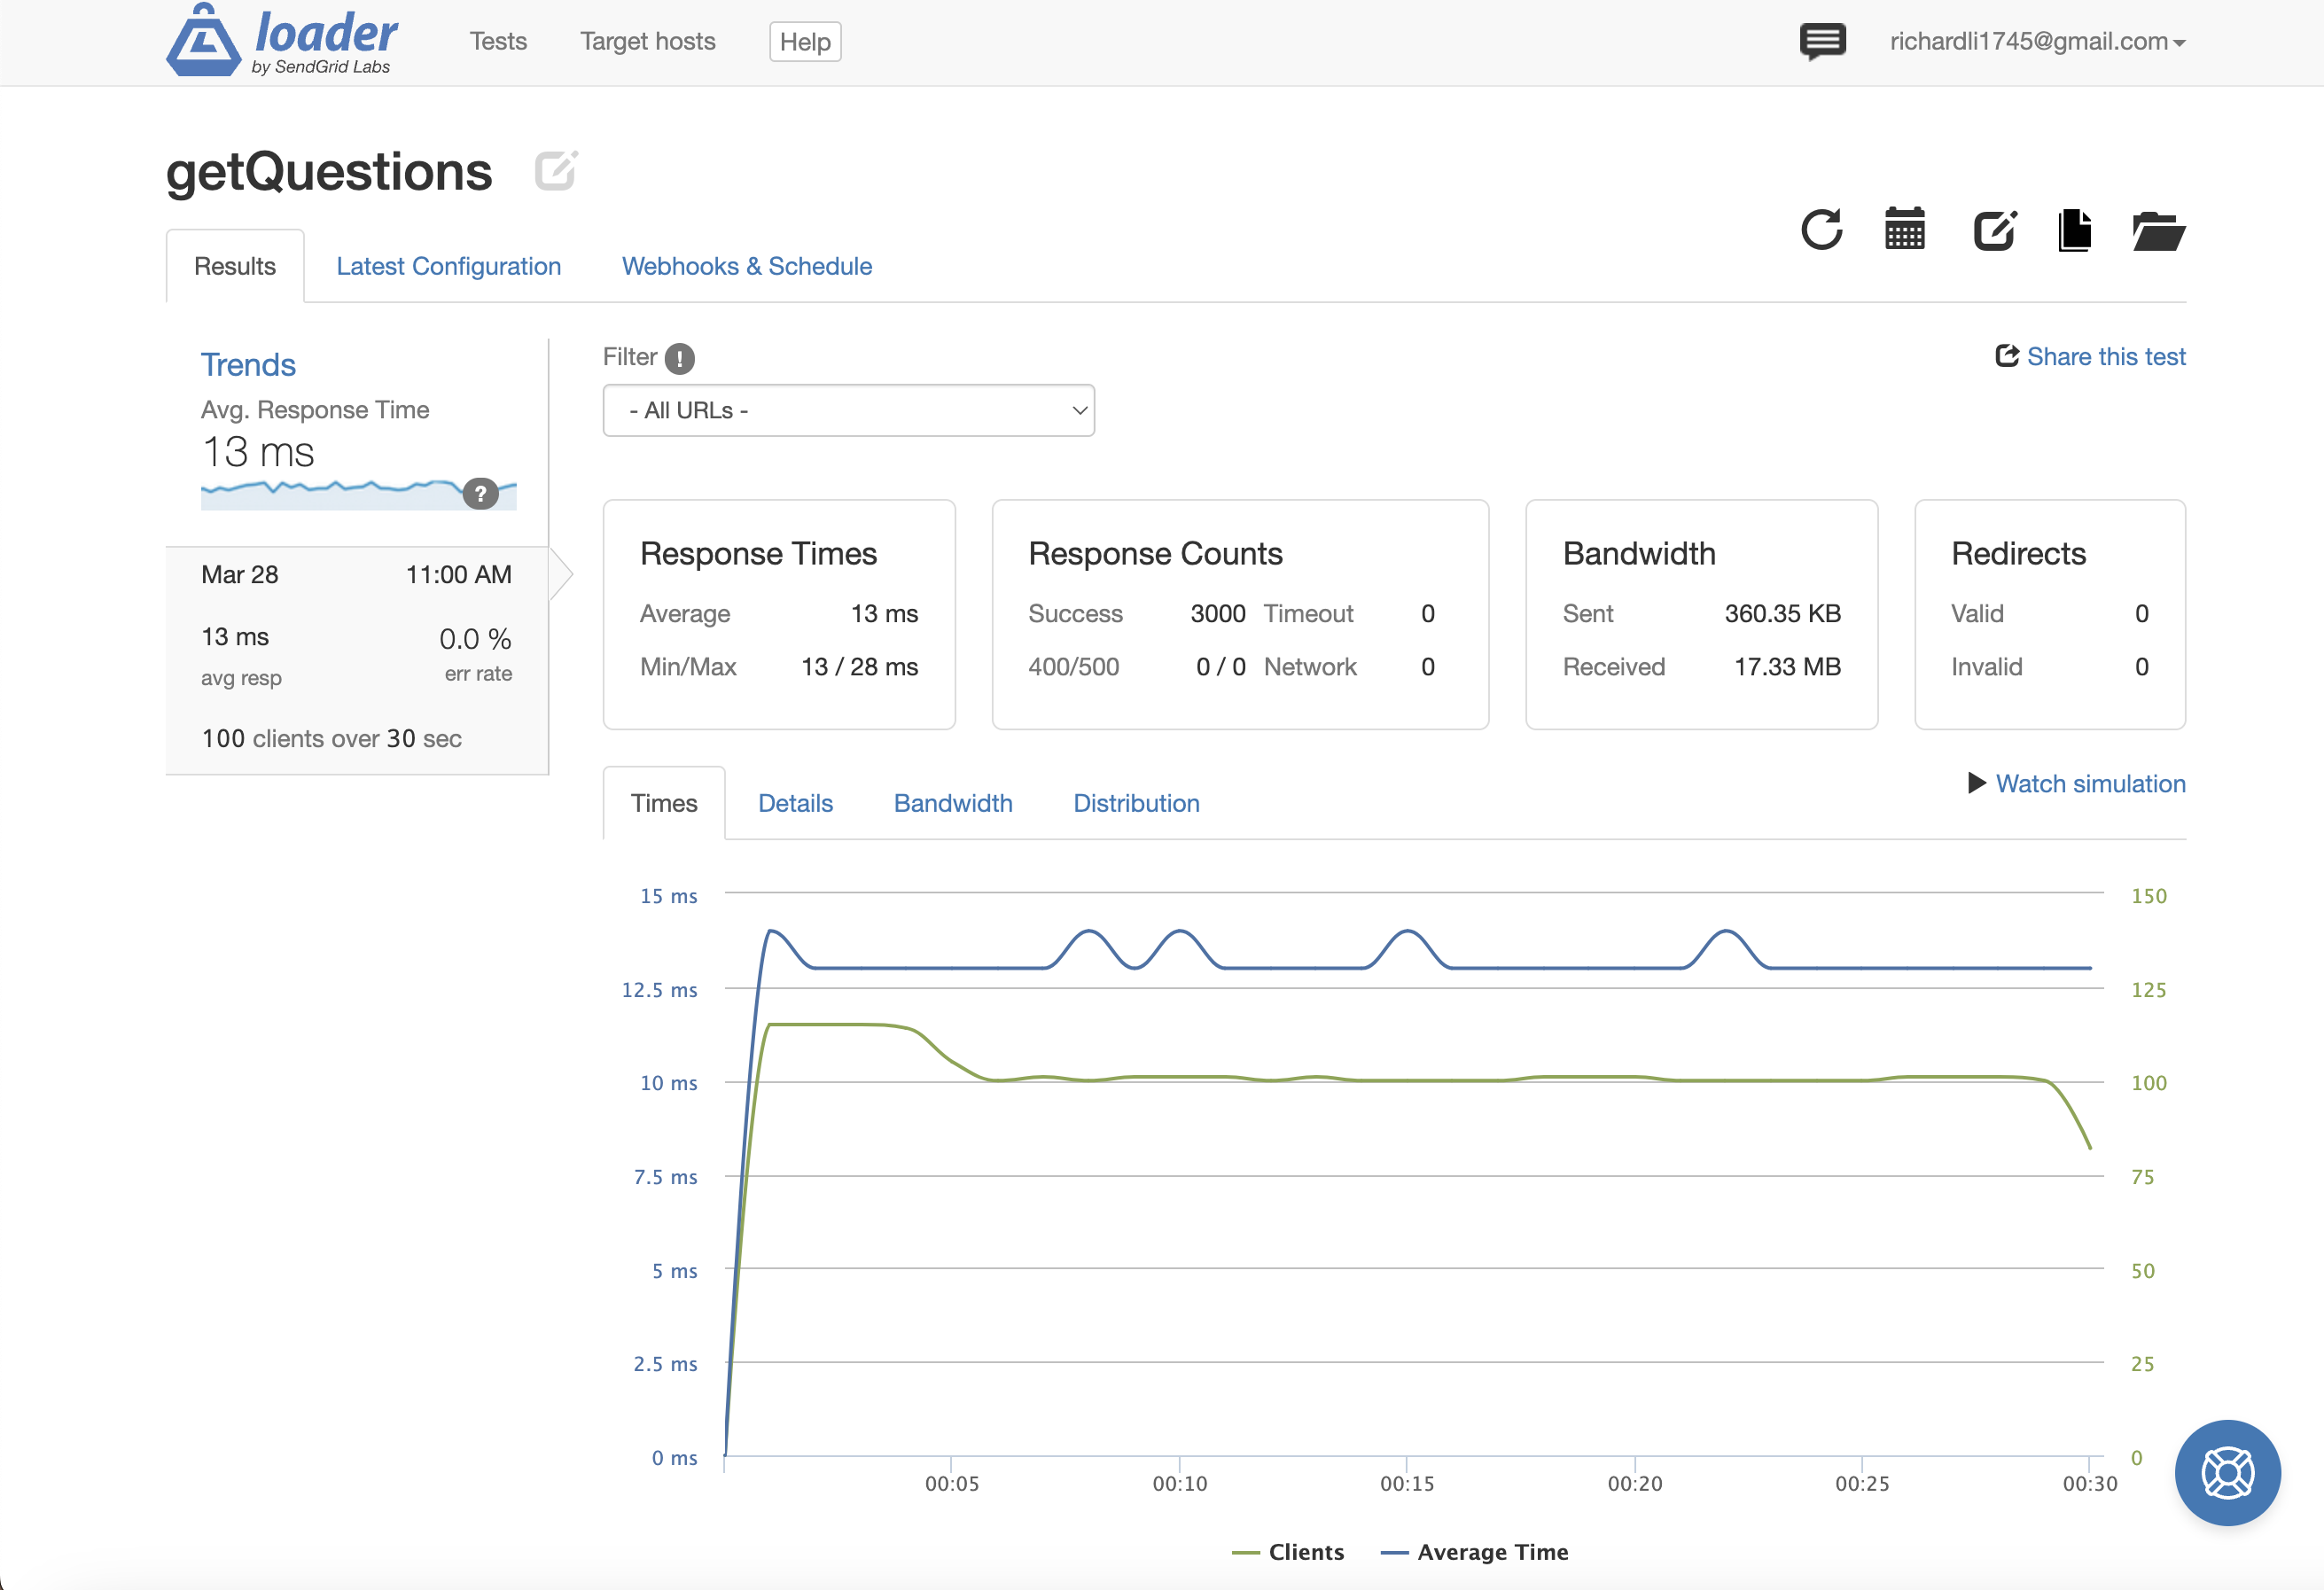 loader
by SendGrid Labs
Tests
Help
Target hosts
richardli1745@gmail.com
getQuestions
Results
Latest Configuration
Webhooks & Schedule
Trends
Avg. Response Time
13 ms
?
Mar 28 11:00 AM
13 ms 0.0 %
avg resp err rate
100 clients over 30 sec
Filter !
Share this test
- All URLs -
Response Times
Average 13 ms
Min/Max 13 / 28 ms
Response Counts
Success 3000 Timeout 0
400/500 0 / 0 Network 0
Bandwidth
Sent 360.35 KB
Received 17.33 MB
Redirects
Valid 0
Invalid 0
Times
Details
Bandwidth
Distribution
Watch simulation
15 ms 150
12.5 ms 125
10 ms 100
7.5 ms 75
5 ms 50
2.5 ms 25
0 ms 0
00:05 00:10 00:15 00:20 00:25 00:30
Clients Average Time